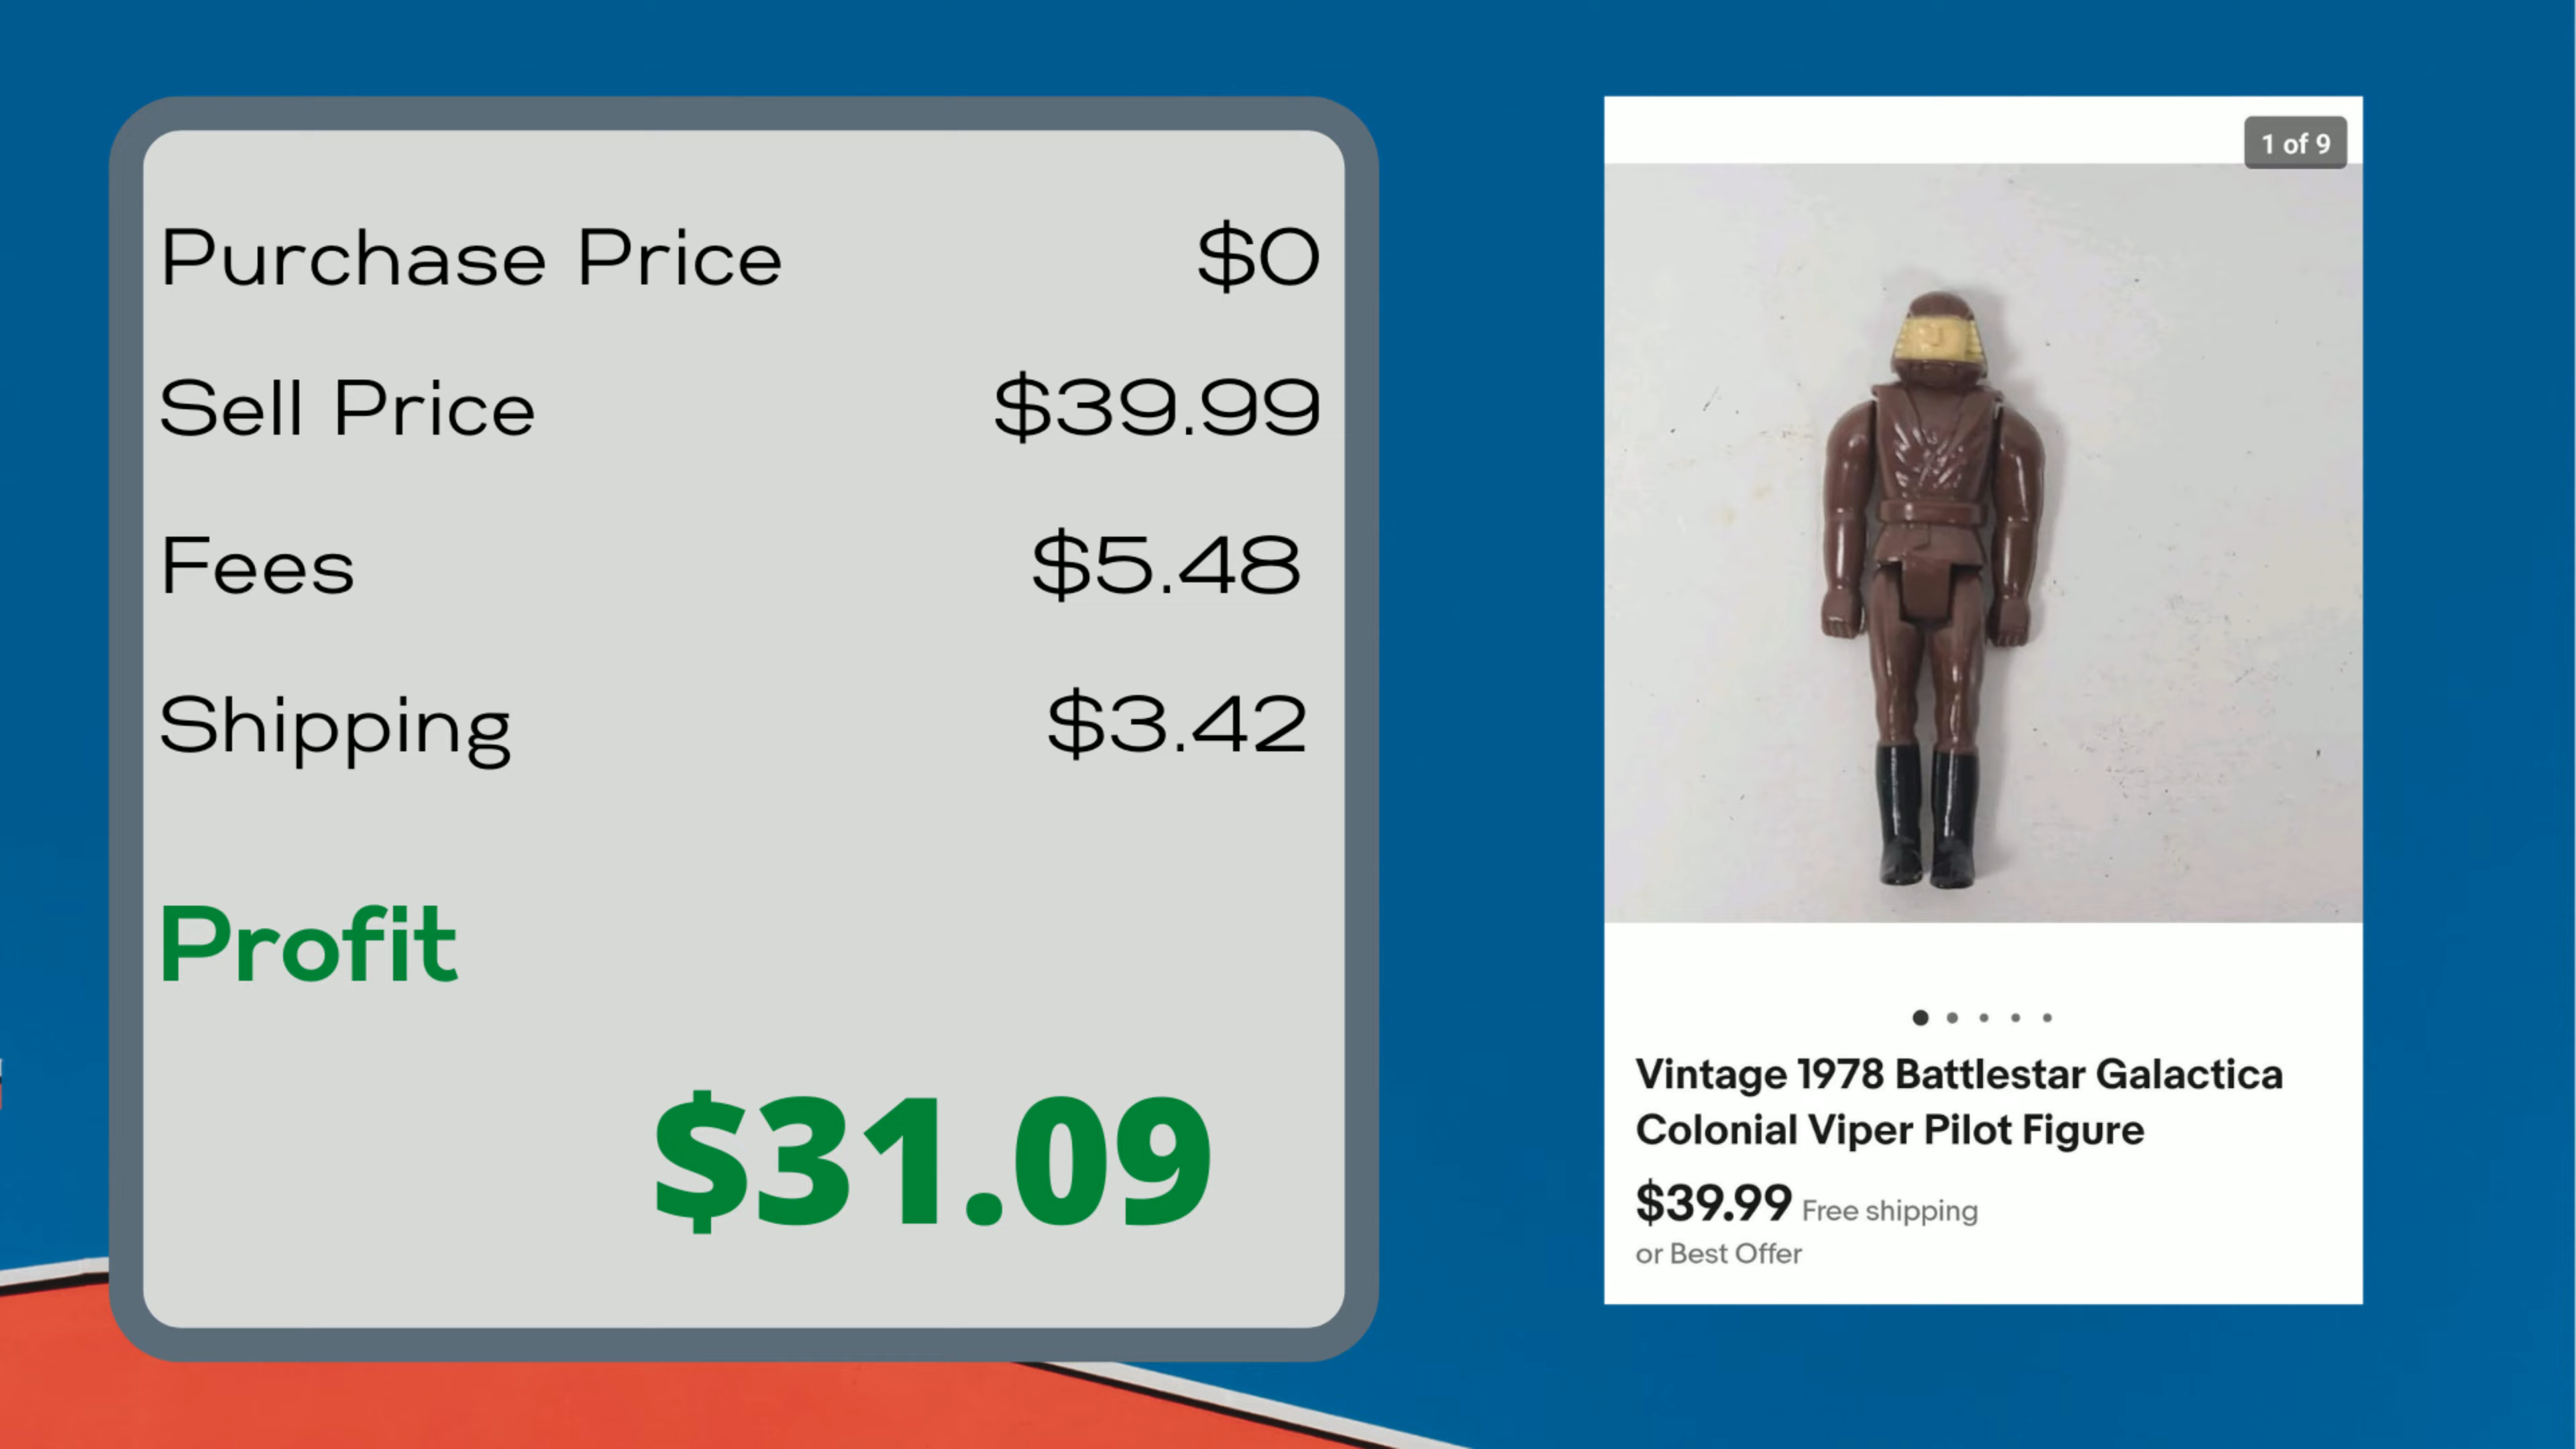 Purchase Price $0
Sell Price $39.99
Fees $5.48
Shipping $3.42
Profit
$31.09
1 of 9
Vintage 1978 Battlestar Galactica
Colonial Viper Pilot Figure
$39.99 Free shipping
or Best Offer